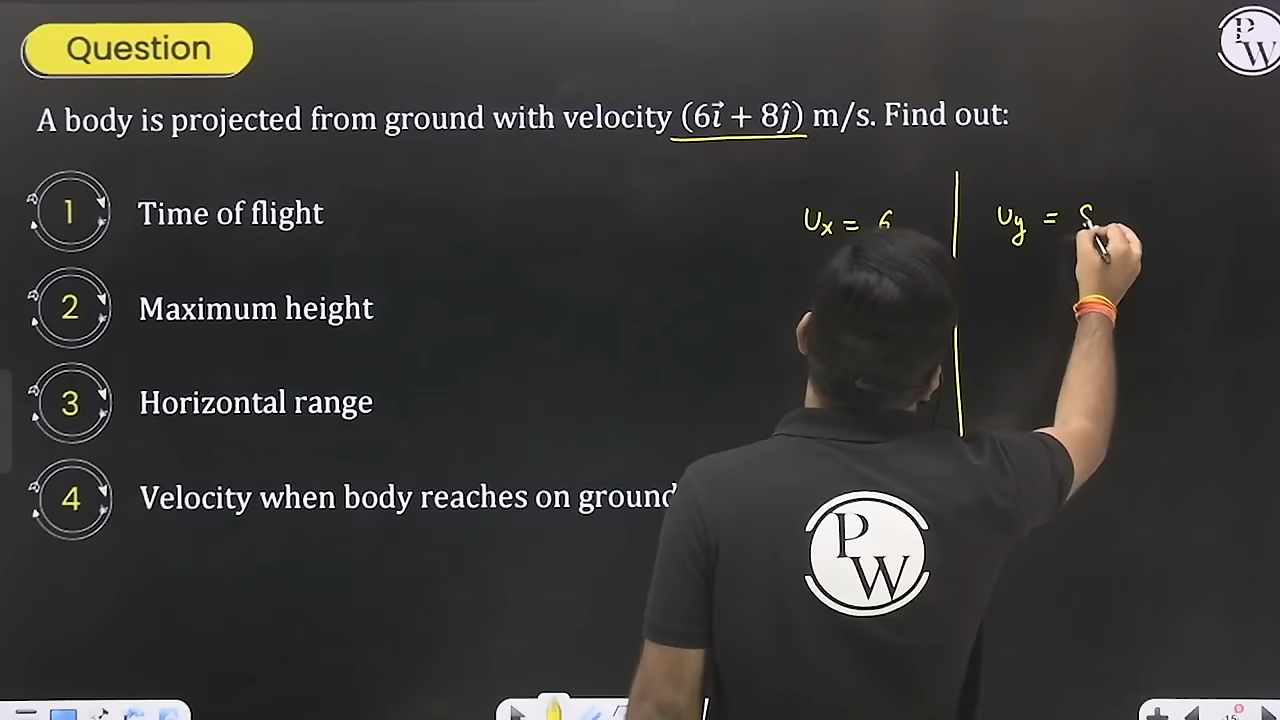 Question
PW
A body is projected from ground with velocity (6i⃗ + 8ĵ) m/s. Find out:
1 Time of flight
Ux = 6
Uy = 8
2 Maximum height
3 Horizontal range
4 Velocity when body reaches on ground
PW